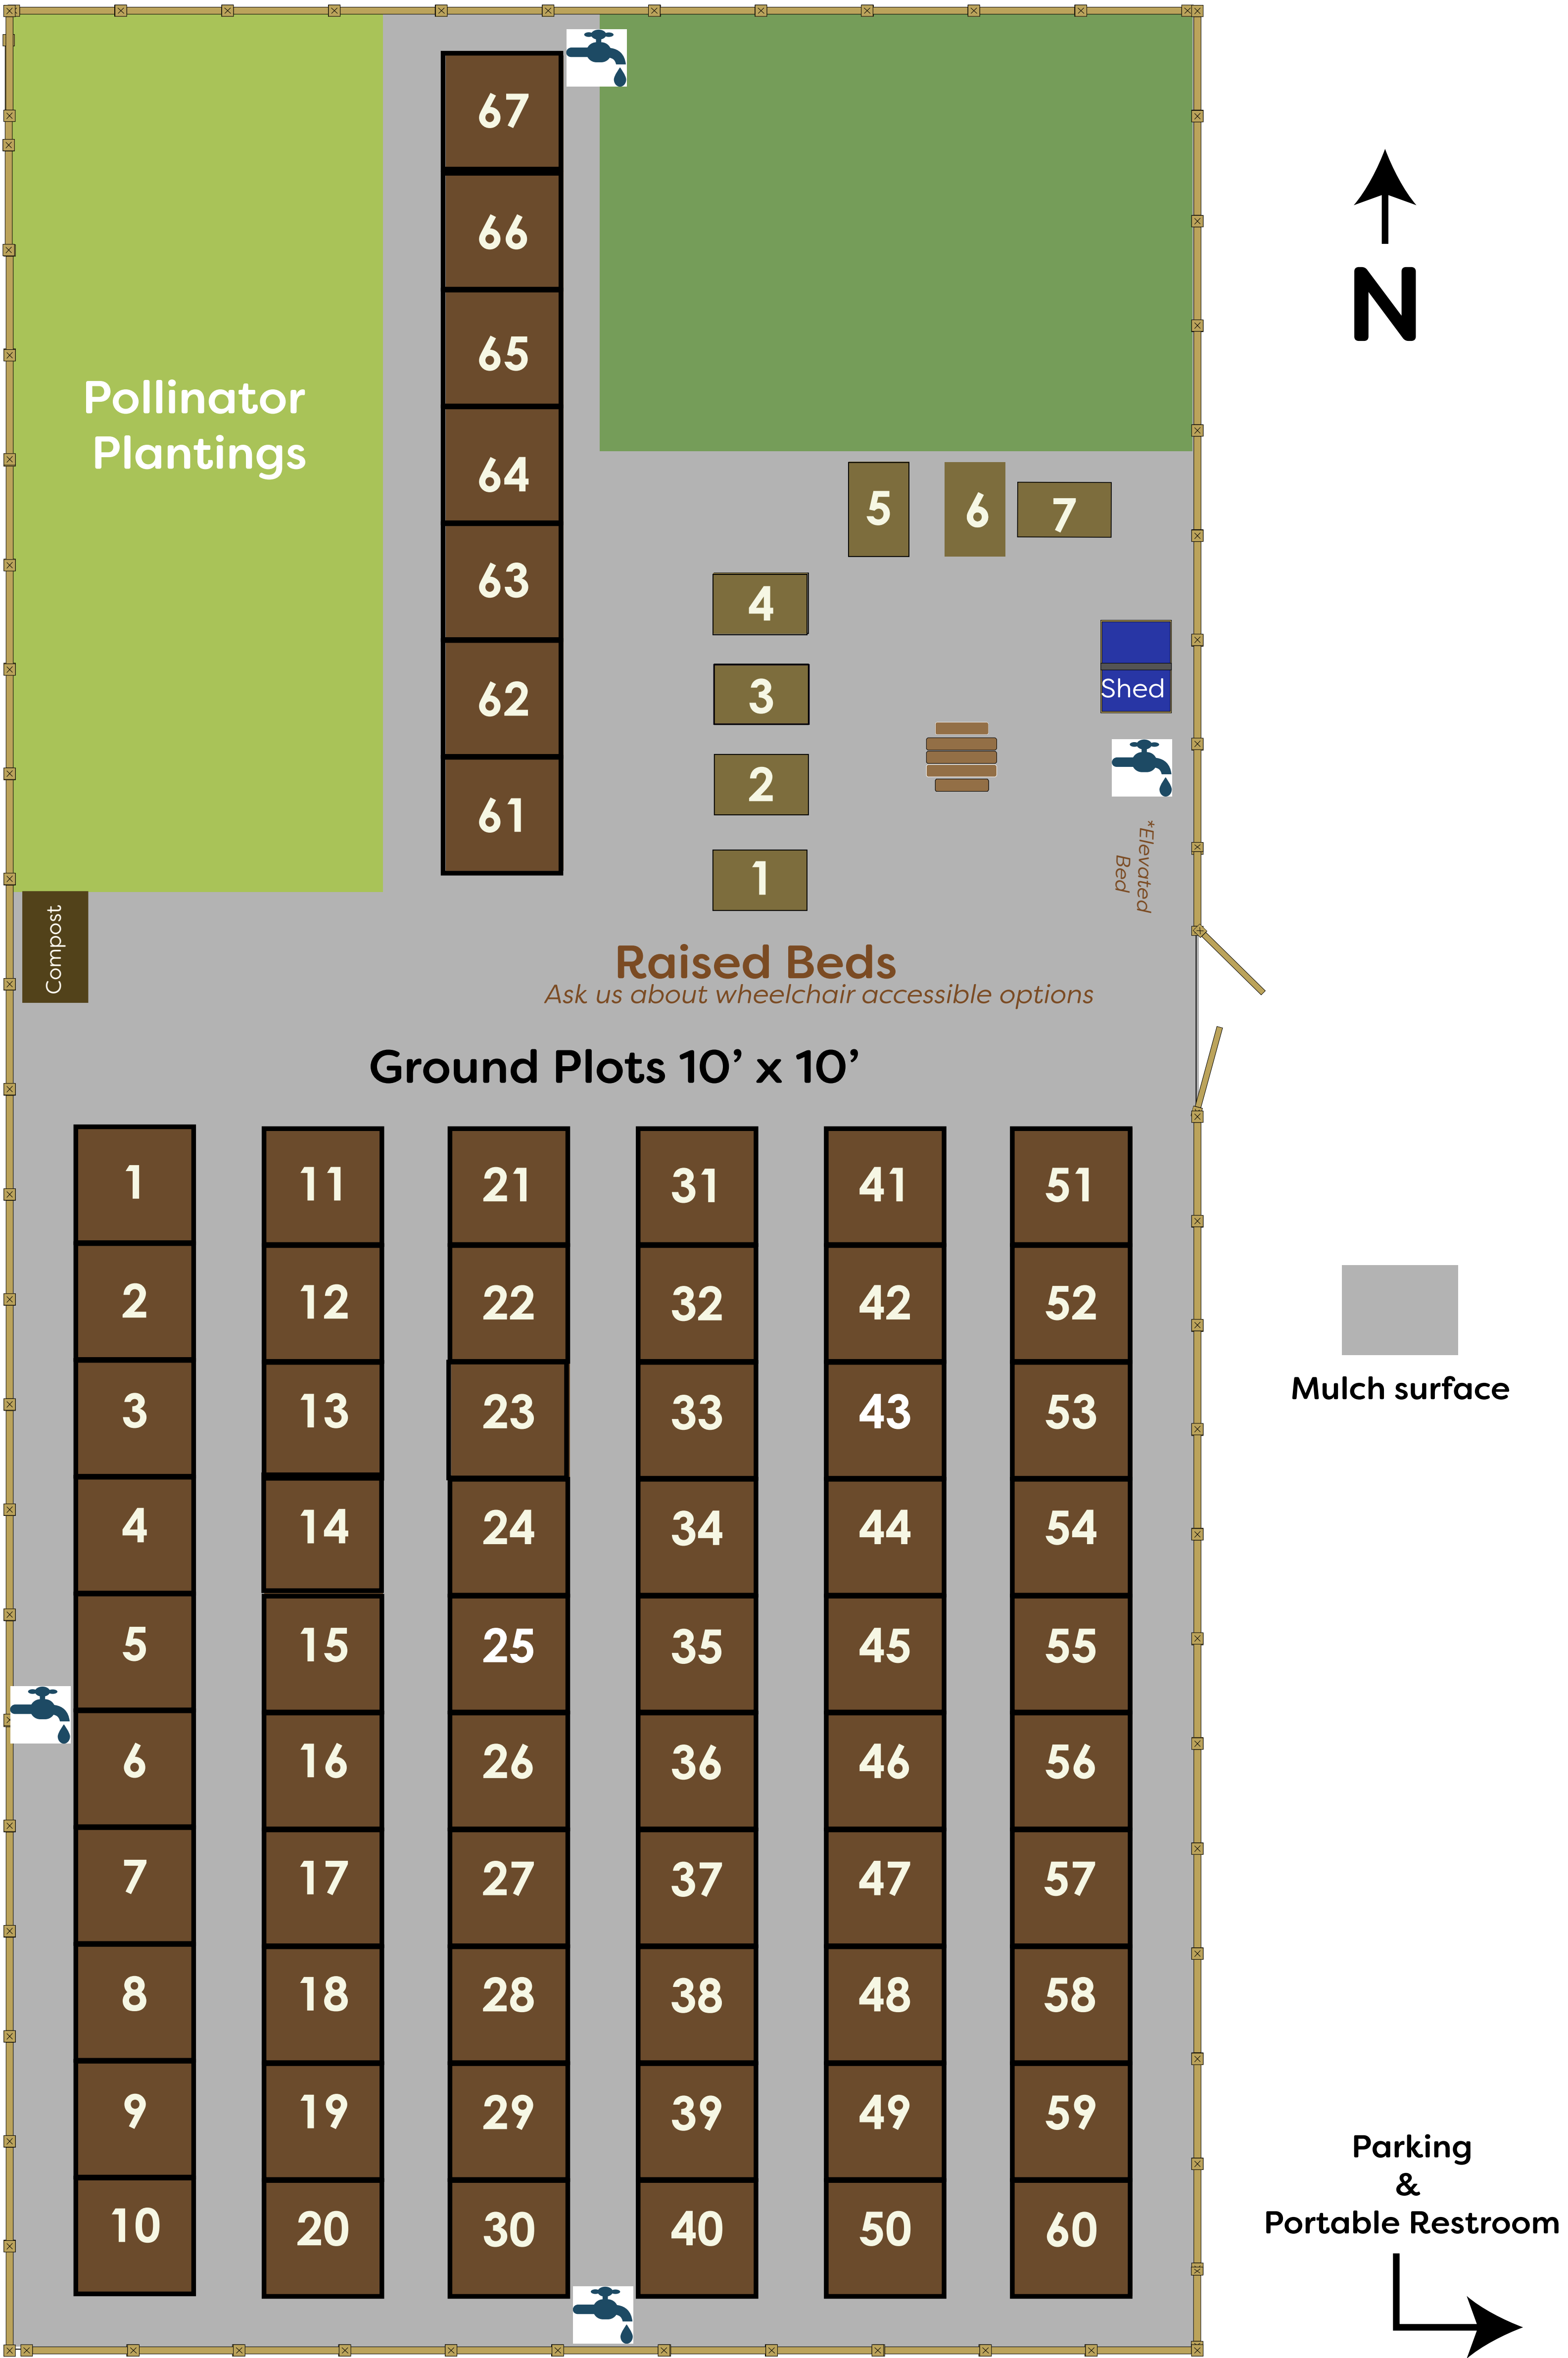 67
66
65
64
63
62
61
Pollinator
Plantings
N
5 6 7
4
3
2
1
Shed
*Elevated
Bed
Compost
Raised Beds
Ask us about wheelchair accessible options
Ground Plots 10’ x 10’
1 11 21 31 41 51
2 12 22 32 42 52
3 13 23 33 43 53
4 14 24 34 44 54
5 15 25 35 45 55
6 16 26 36 46 56
7 17 27 37 47 57
8 18 28 38 48 58
9 19 29 39 49 59
10 20 30 40 50 60
Mulch surface
Parking
&
Portable Restroom